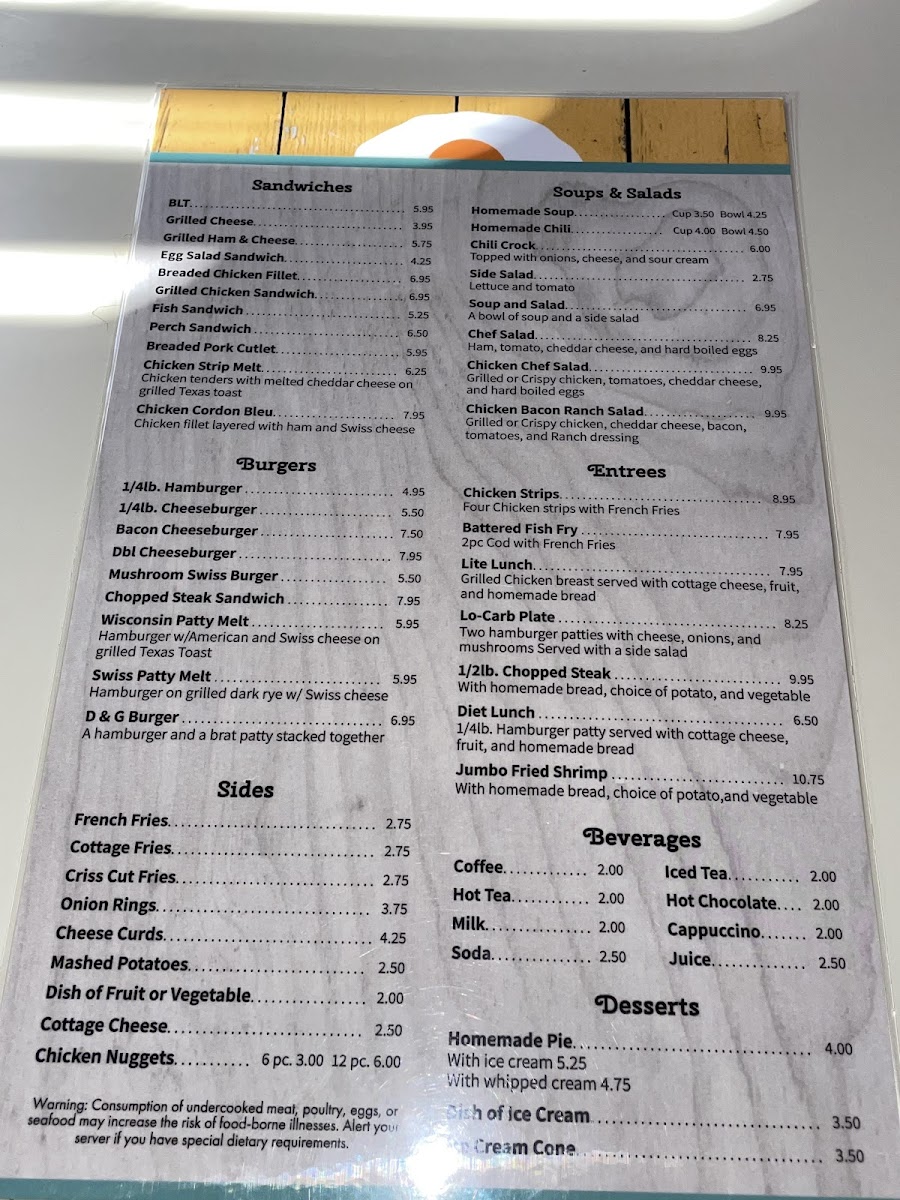 Sandwiches
BLT 5.95
Grilled Cheese 3.95
Grilled Ham & Cheese 5.75
Egg Salad Sandwich 4.25
Breaded Chicken Fillet 6.95
Grilled Chicken Sandwich 6.95
Fish Sandwich 5.25
Perch Sandwich 6.50
Breaded Pork Cutlet 5.95
Chicken Strip Melt 6.25
Chicken tenders with melted cheddar cheese on
grilled Texas toast
Chicken Cordon Bleu 7.95
Chicken fillet layered with ham and Swiss cheese
Burgers
1/4lb. Hamburger 4.95
1/4lb. Cheeseburger 5.50
Bacon Cheeseburger 7.50
Dbl Cheeseburger 7.95
Mushroom Swiss Burger 5.50
Chopped Steak Sandwich 7.95
Wisconsin Patty Melt 5.95
Hamburger w/American and Swiss cheese on
grilled Texas Toast
Swiss Patty Melt 5.95
Hamburger on grilled dark rye w/ Swiss cheese
D & G Burger 6.95
A hamburger and a brat patty stacked together
Sides
French Fries 2.75
Cottage Fries 2.75
Criss Cut Fries 2.75
Onion Rings 3.75
Cheese Curds 4.25
Mashed Potatoes 2.50
Dish of Fruit or Vegetable 2.00
Cottage Cheese 2.50
Chicken Nuggets 6 pc. 3.00 12 pc. 6.00
Warning: Consumption of undercooked meat, poultry, eggs, or
seafood may increase the risk of food-borne illnesses. Alert your
server if you have special dietary requirements.
Soups & Salads
Homemade Soup Cup 3.50 Bowl 4.25
Homemade Chili Cup 4.00 Bowl 4.50
Chili Crock 6.00
Topped with onions, cheese, and sour cream
Side Salad 2.75
Lettuce and tomato
Soup and Salad 6.95
A bowl of soup and a side salad
Chef Salad 8.25
Ham, tomato, cheddar cheese, and hard boiled eggs
Chicken Chef Salad 9.95
Grilled or Crispy chicken, tomatoes, cheddar cheese,
and hard boiled eggs
Chicken Bacon Ranch Salad 9.95
Grilled or Crispy chicken, cheddar cheese, bacon,
tomatoes, and Ranch dressing
Entrees
Chicken Strips 8.95
Four Chicken strips with French Fries
Battered Fish Fry 7.95
2pc Cod with French Fries
Lite Lunch 7.95
Grilled Chicken breast served with cottage cheese, fruit,
and homemade bread
Lo-Carb Plate 8.25
Two hamburger patties with cheese, onions, and
mushrooms Served with a side salad
1/2lb. Chopped Steak 9.95
With homemade bread, choice of potato, and vegetable
Diet Lunch 6.50
1/4lb. Hamburger patty served with cottage cheese,
fruit, and homemade bread
Jumbo Fried Shrimp 10.75
With homemade bread, choice of potato,and vegetable
Beverages
Coffee 2.00 Iced Tea 2.00
Hot Tea 2.00 Hot Chocolate 2.00
Milk 2.00 Cappuccino 2.00
Soda 2.50 Juice 2.50
Desserts
Homemade Pie 4.00
With ice cream 5.25
With whipped cream 4.75
Dish of ice Cream 3.50
Cream Cone 3.50